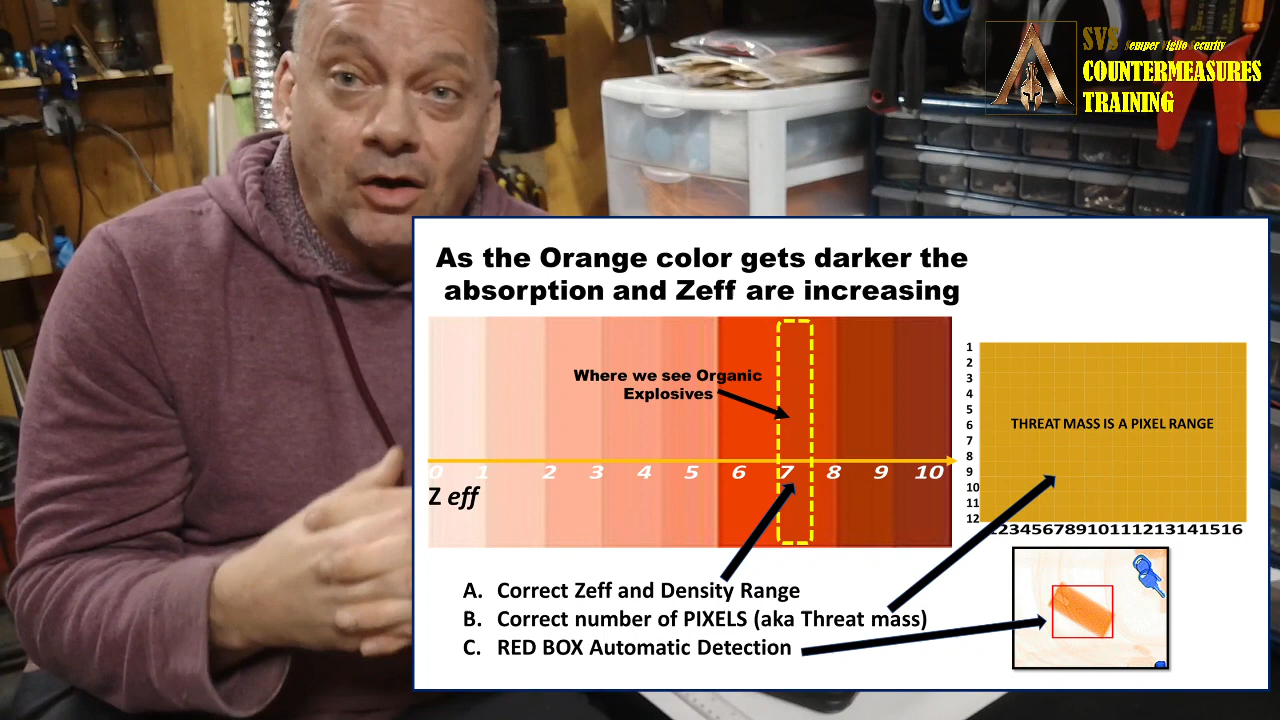 SVS Semper Vigilo Security
COUNTERMEASURES
TRAINING
As the Orange color gets darker the
absorption and Zeff are increasing
Where we see Organic
Explosives
0 1 2 3 4 5 6 7 8 9 10
Z eff
1
2
3
4
5
6
7
8
9
10
11
12
THREAT MASS IS A PIXEL RANGE
12345678910111213141516
A. Correct Zeff and Density Range
B. Correct number of PIXELS (aka Threat mass)
C. RED BOX Automatic Detection